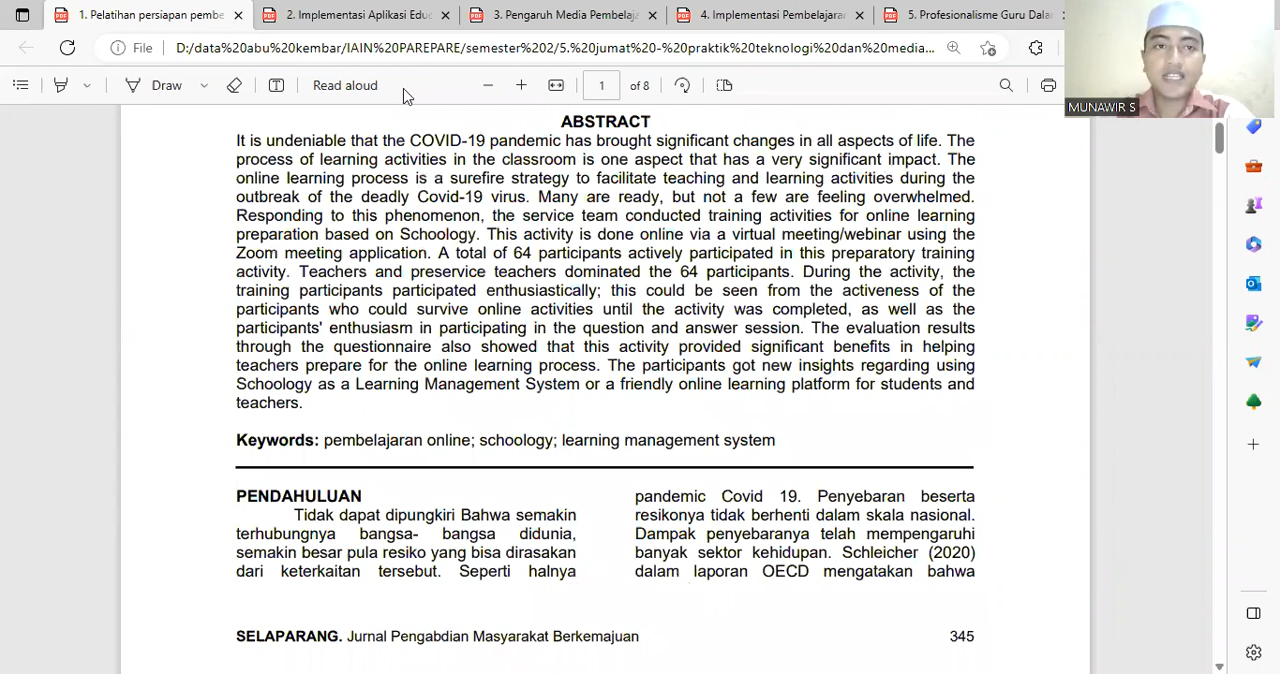 1. Pelatihan persiapan pembe
2. Implementasi Aplikasi Edu
3. Pengaruh Media Pembelaja
4. Implementasi Pembelajaran
5. Profesionalisme Guru Dala
File
D:/data%20abu%20kembar/IAIN%20PAREPARE/semester%202/5.%20jumat%20-%20praktik%20teknologi%20dan%20media...
Draw
Read aloud
1 of 8
MUNAWIR S
ABSTRACT
It is undeniable that the COVID-19 pandemic has brought significant changes in all aspects of life. The
process of learning activities in the classroom is one aspect that has a very significant impact. The
online learning process is a surefire strategy to facilitate teaching and learning activities during the
outbreak of the deadly Covid-19 virus. Many are ready, but not a few are feeling overwhelmed.
Responding to this phenomenon, the service team conducted training activities for online learning
preparation based on Schoology. This activity is done online via a virtual meeting/webinar using the
Zoom meeting application. A total of 64 participants actively participated in this preparatory training
activity. Teachers and preservice teachers dominated the 64 participants. During the activity, the
training participants participated enthusiastically; this could be seen from the activeness of the
participants who could survive online activities until the activity was completed, as well as the
participants' enthusiasm in participating in the question and answer session. The evaluation results
through the questionnaire also showed that this activity provided significant benefits in helping
teachers prepare for the online learning process. The participants got new insights regarding using
Schoology as a Learning Management System or a friendly online learning platform for students and
teachers.
Keywords: pembelajaran online; schoology; learning management system
PENDAHULUAN
Tidak dapat dipungkiri Bahwa semakin
terhubungnya bangsa- bangsa didunia,
semakin besar pula resiko yang bisa dirasakan
dari keterkaitan tersebut. Seperti halnya
pandemic Covid 19. Penyebaran beserta
resikonya tidak berhenti dalam skala nasional.
Dampak penyebaranya telah mempengaruhi
banyak sektor kehidupan. Schleicher (2020)
dalam laporan OECD mengatakan bahwa
SELAPARANG. Jurnal Pengabdian Masyarakat Berkemajuan
345